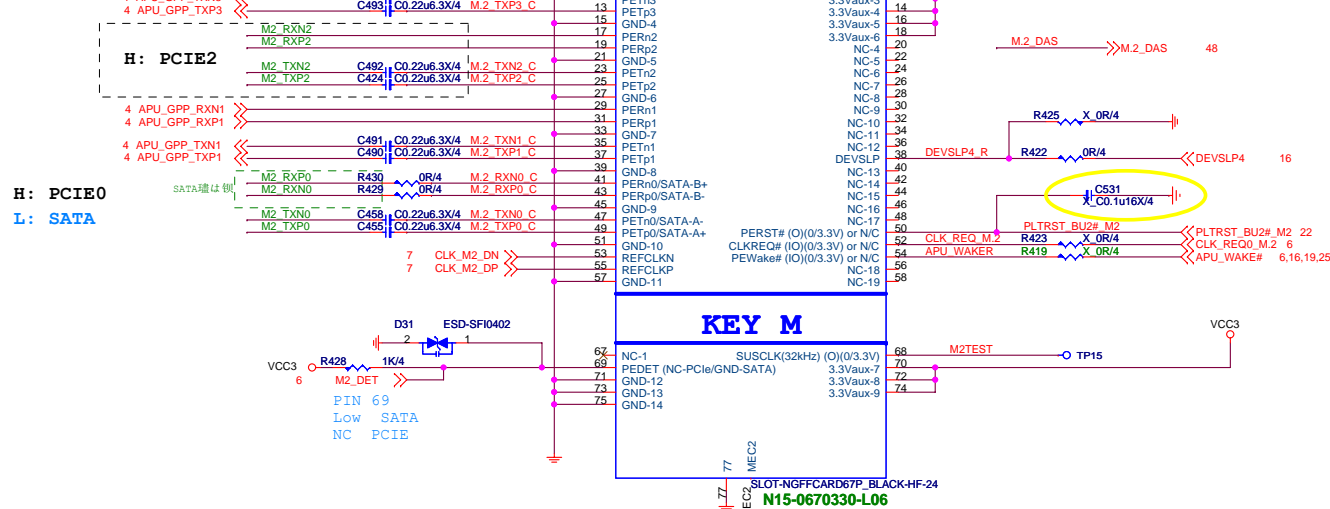 4 APU_GPP_TXP3
C493 C0.22u6.3X/4 M.2_TXP3_C
13 PETp3
15 GND-4
M2_RXN2 17 PERn2
M2_RXP2 19 PERp2
H: PCIE2
21 GND-5
M2_TXN2 C492 C0.22u6.3X/4 M.2_TXN2_C 23 PETn2
M2_TXP2 C424 C0.22u6.3X/4 M.2_TXP2_C 25 PETp2
27 GND-6
4 APU_GPP_RXN1 29 PERn1
4 APU_GPP_RXP1 31 PERp1
33 GND-7
4 APU_GPP_TXN1 C491 C0.22u6.3X/4 M.2_TXN1_C 35 PETn1
4 APU_GPP_TXP1 C490 C0.22u6.3X/4 M.2_TXP1_C 37 PETp1
39 GND-8
H: PCIE0
L: SATA
M2_RXP0 R430 0R/4 M.2_RXN0_C 41 PERn0/SATA-B+
M2_RXN0 R429 0R/4 M.2_RXP0_C 43 PERp0/SATA-B-
45 GND-9
M2_TXN0 C458 C0.22u6.3X/4 M.2_TXN0_C 47 PETn0/SATA-A-
M2_TXP0 C455 C0.22u6.3X/4 M.2_TXP0_C 49 PETp0/SATA-A+
51 GND-10
7 CLK_M2_DN 53 REFCLKN
7 CLK_M2_DP 55 REFCLKP
57 GND-11
3.3Vaux-4 14
3.3Vaux-5 16
3.3Vaux-6 18
NC-4 20
NC-5 22
NC-6 24
NC-7 26
NC-8 28
NC-9 30
NC-10 32
NC-11 34
NC-12 36
DEVSLP 38 DEVSLP4_R R422 0R/4 DEVSLP4 16
R425 X_0R/4
M.2_DAS M.2_DAS 48
NC-13 40
NC-14 42
NC-15 44
NC-16 46
NC-17 48
C531
X_C0.1u16X/4
PERST# (O)(0/3.3V) or N/C 50 PLTRST_BU2#_M2 PLTRST_BU2#_M2 22
CLKREQ# (IO)(0/3.3V) or N/C 52 CLK_REQ_M.2 R423 X_0R/4 CLK_REQ0_M.2 6
PEWake# (IO)(0/3.3V) or N/C 54 APU_WAKER R419 X_0R/4 APU_WAKE# 6,16,19,25
NC-18 56
NC-19 58
KEY M
D31 ESD-SFI0402
2 1
67 NC-1
VCC3 R428 1K/4 69 PEDET (NC-PCIe/GND-SATA)
6 M2_DET
71 GND-12
73 GND-13
75 GND-14
PIN 69
Low SATA
NC PCIE
SUSCLK(32kHz) (O)(0/3.3V) 68 M2TEST TP15
3.3Vaux-7 70
3.3Vaux-8 72
3.3Vaux-9 74
VCC3
77
MEC2
77
EC2
SLOT-NGFFCARD67P_BLACK-HF-24
N15-0670330-L06